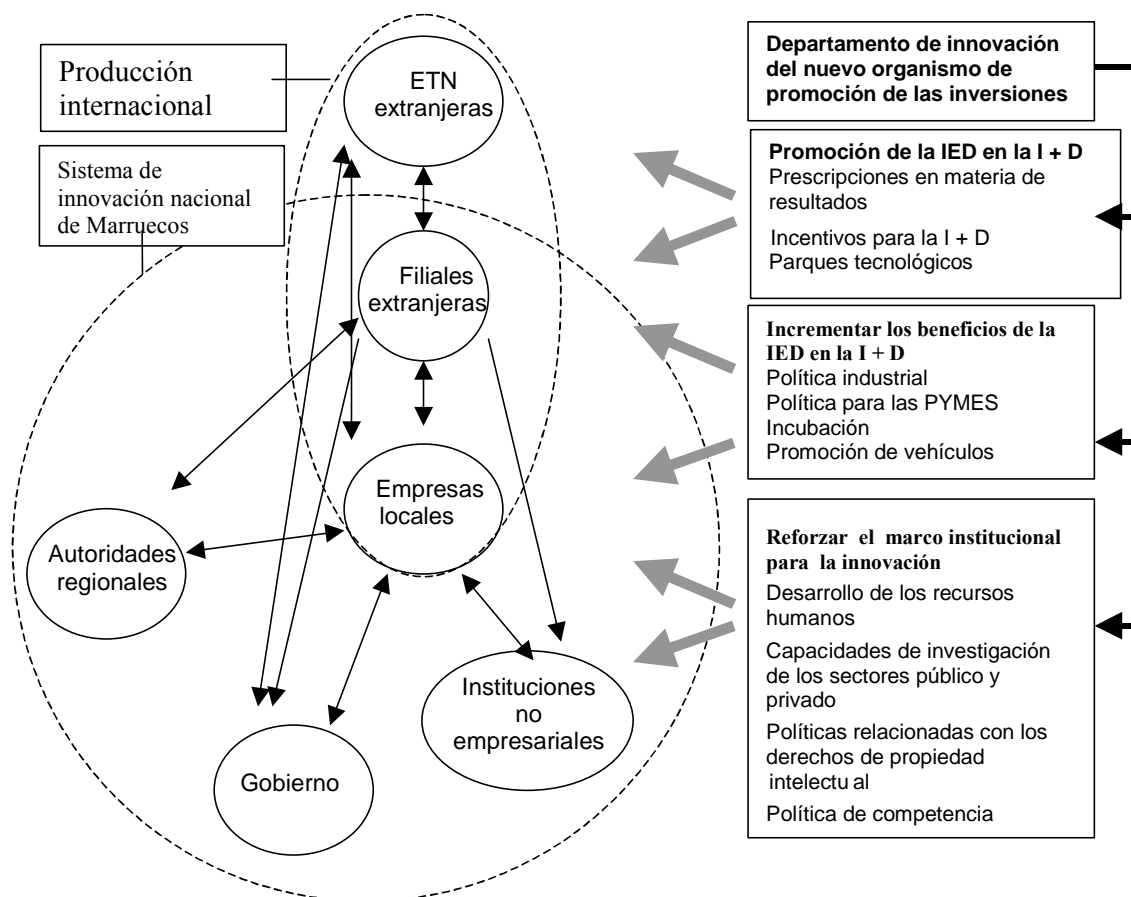 Producción
internacional
Sistema de
innovación nacional
de Marruecos
ETN
extranjeras
Filiales
extranjeras
Empresas
locales
Autoridades
regionales
Instituciones
no
empresariales
Gobierno
Departamento de innovación
del nuevo organismo de
promoción de las inversiones
Promoción de la IED en la I + D
Prescripciones en materia de
resultados
Incentivos para la I + D
Parques tecnológicos
Incrementar los beneficios de la
IED en la I + D
Política industrial
Política para las PYMES
Incubación
Promoción de vehículos
Reforzar el marco institucional
para la innovación
Desarrollo de los recursos
humanos
Capacidades de investigación
de los sectores público y
privado
Políticas relacionadas con los
derechos de propiedad
intelectu al
Política de competencia